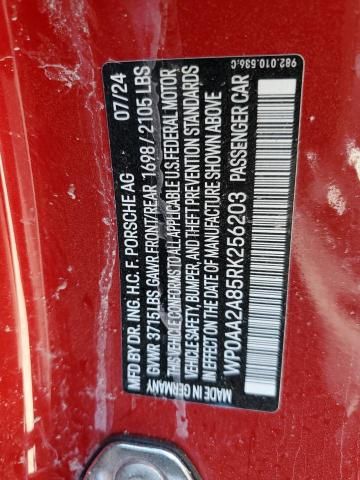 982.010.536.C
MFD BY DR. ING. H.C. F. PORSCHE AG 07/24
GVWR 3715 LBS GAWR FRONT/REAR 1698/2105 LBS
THIS VEHICLE CONFORMS TO ALL APPLICABLE U.S. FEDERAL MOTOR
VEHICLE SAFETY, BUMPER, AND THEFT PREVENTION STANDARDS
IN EFFECT ON THE DATE OF MANUFACTURE SHOWN ABOVE
WP0AA2A85RK256203 PASSENGER CAR
MADE IN GERMANY